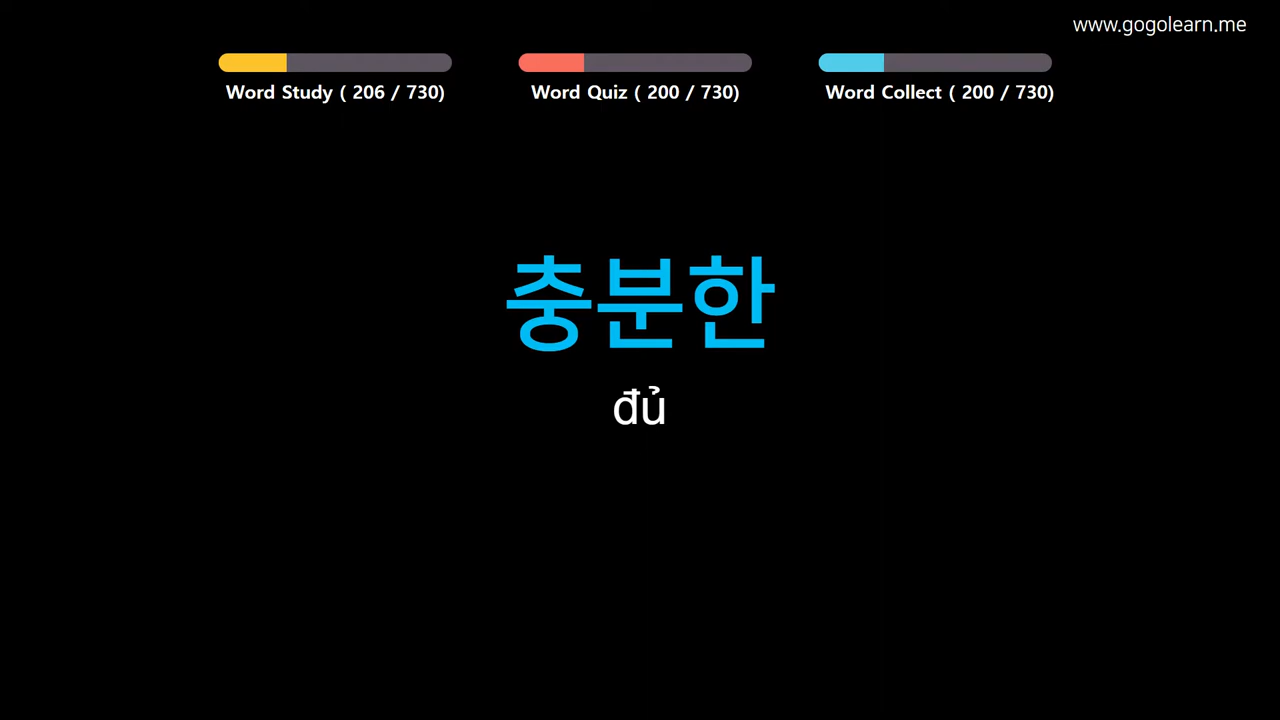 www.gogolearn.me
Word Study ( 206 / 730)
Word Quiz ( 200 / 730)
Word Collect ( 200 / 730)
충분한
đủ